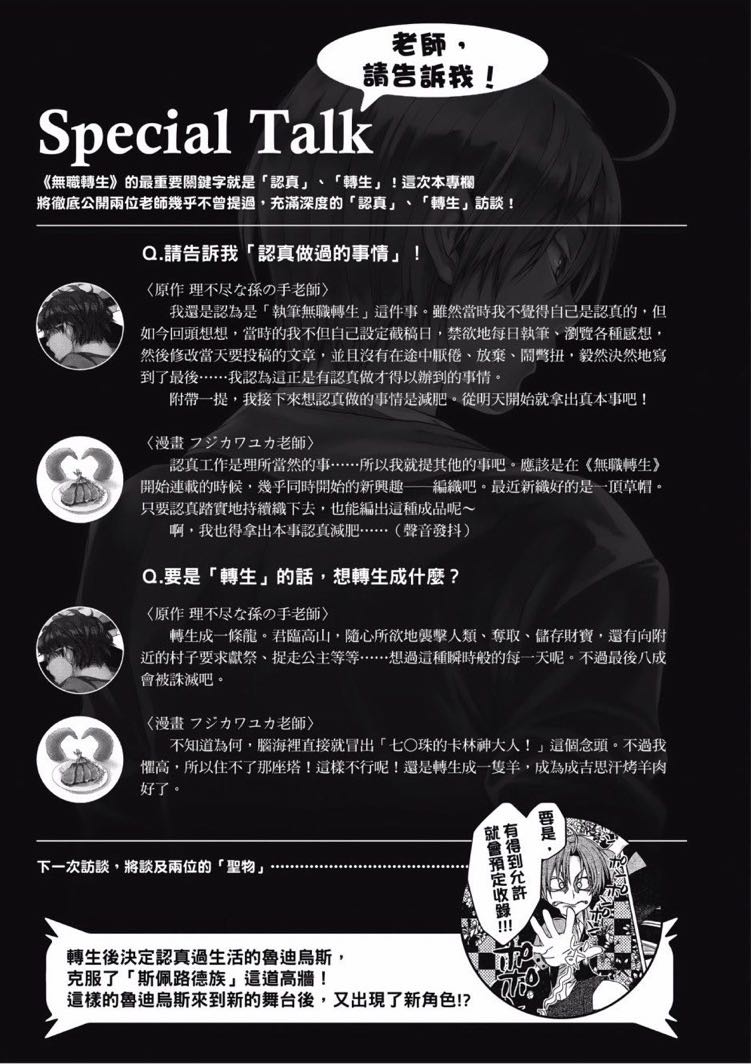 老師，
請告訴我！
Special Talk
《無職轉生》的最重要關鍵字就是「認真」、「轉生」！這次本專欄
將徹底公開兩位老師幾乎不曾提過，充滿深度的「認真」、「轉生」訪談！
Q.請告訴我「認真做過的事情」！
〈原作 理不尽な孫の手老師〉
我還是認為是「執筆無職轉生」這件事。雖然當時我不覺得自己是認真的，但
如今回頭想想，當時的我不但自己設定截稿日，禁欲地每日執筆、瀏覽各種感想，
然後修改當天要投稿的文章，並且沒有在途中厭倦、放棄、鬧彆扭，毅然決然地寫
到了最後……我認為這正是有認真做才得以辦到的事情。
附帶一提，我接下來想認真做的事情是減肥。從明天開始就拿出真本事吧！
〈漫畫 フジカワユカ老師〉
認真工作是理所當然的事……所以我就提其他的事吧。應該是在《無職轉生》
開始連載的時候，幾乎同時開始的新興趣──編織吧。最近新織好的是一頂草帽。
只要認真踏實地持續織下去，也能編出這種成品呢～
啊，我也得拿出本事認真減肥……（聲音發抖）
Q.要是「轉生」的話，想轉生成什麼？
〈原作 理不尽な孫の手老師〉
轉生成一條龍。君臨高山，隨心所欲地襲擊人類、奪取、儲存財寶，還有向附
近的村子要求獻祭、捉走公主等等……想過這種瞬時般的每一天呢。不過最後八成
會被誅滅吧。
〈漫畫 フジカワユカ老師〉
不知道為何，腦海裡直接就冒出「七〇珠的卡林神大人！」這個念頭。不過我
懼高，所以住不了那座塔！這樣不行呢！還是轉生成一隻羊，成為成吉思汗烤羊肉
好了。
下一次訪談，將談及兩位的「聖物」……………………………………
要是，
有得到允許
就會預定收錄!!!
轉生後決定認真過生活的魯迪烏斯，
克服了「斯佩路德族」這道高牆！
這樣的魯迪烏斯來到新的舞台後，又出現了新角色!?